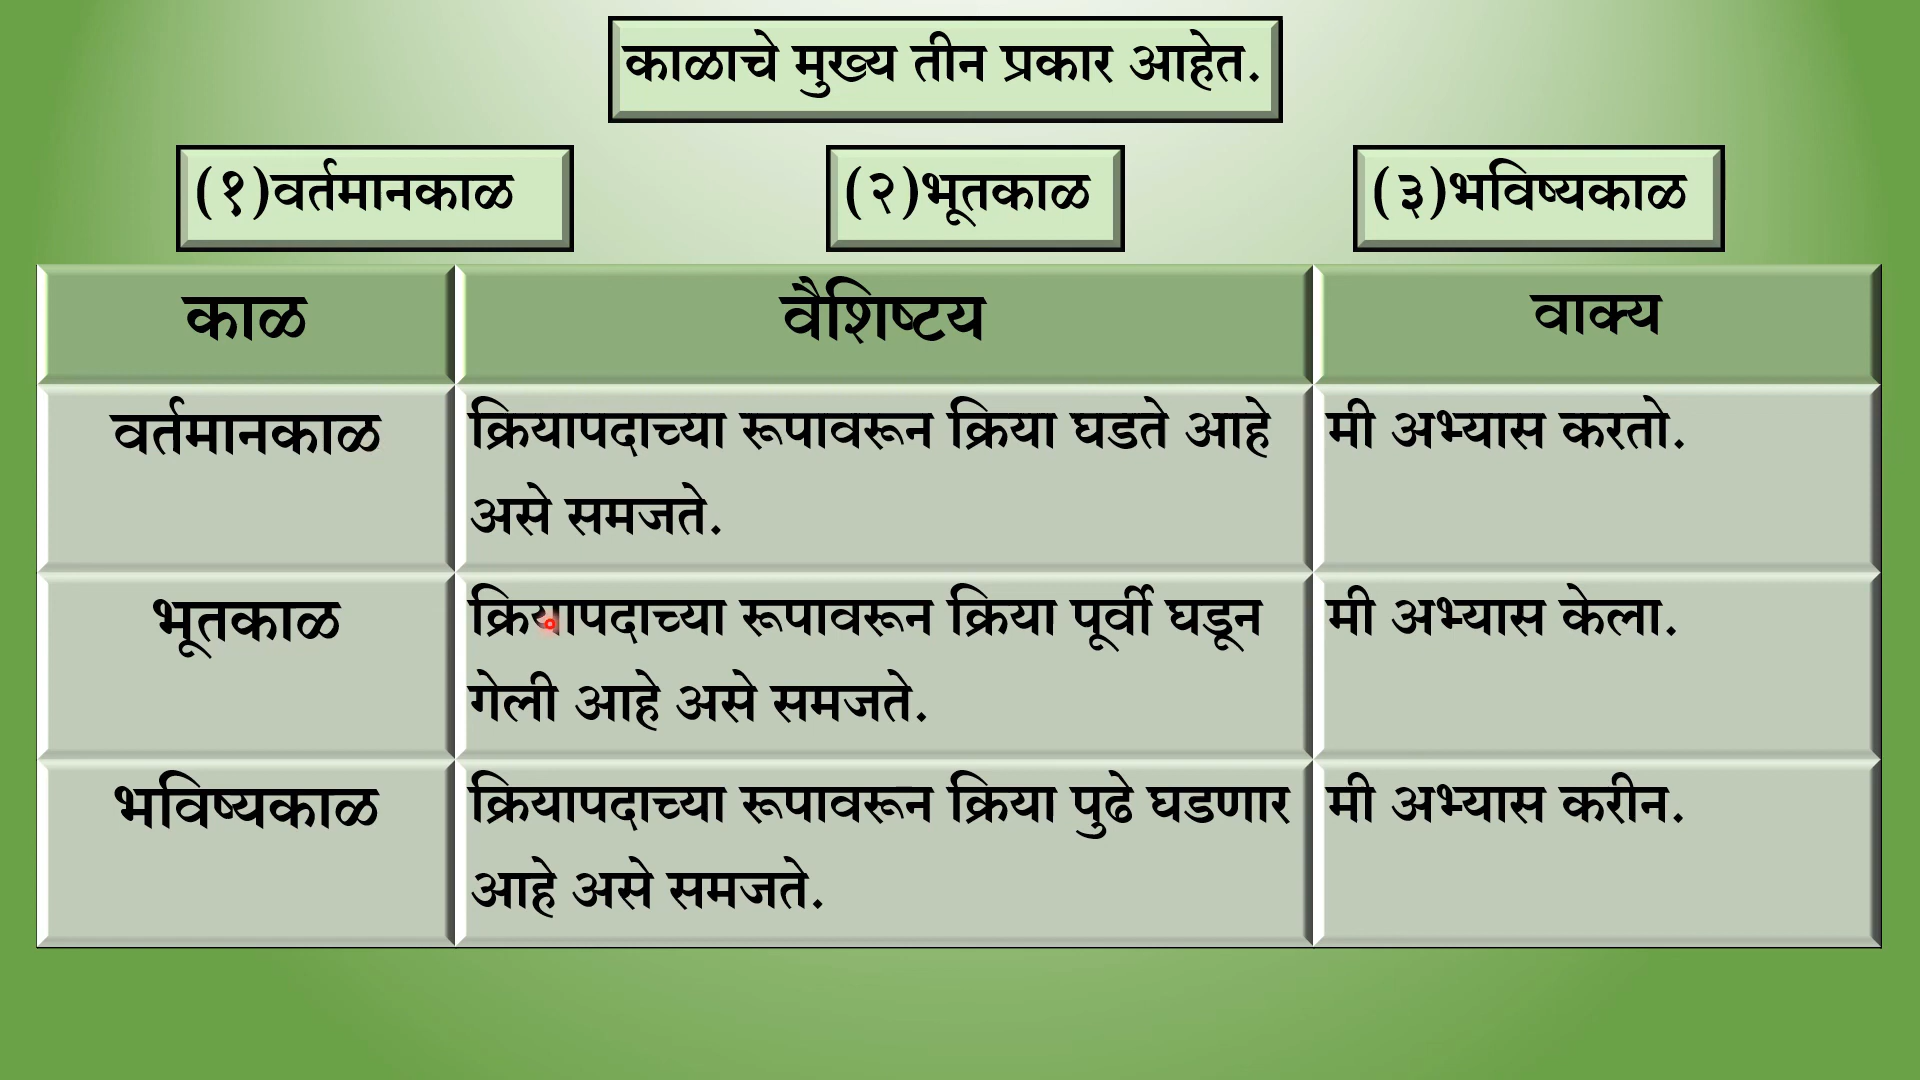 काळाचे मुख्य तीन प्रकार आहेत.
(१)वर्तमानकाळ
(२)भूतकाळ
(३)भविष्यकाळ
काळ
वैशिष्टय
वाक्य
वर्तमानकाळ
क्रियापदाच्या रूपावरून क्रिया घडते आहे
असे समजते.
मी अभ्यास करतो.
भूतकाळ
क्रियापदाच्या रूपावरून क्रिया पूर्वी घडून
गेली आहे असे समजते.
मी अभ्यास केला.
भविष्यकाळ
क्रियापदाच्या रूपावरून क्रिया पुढे घडणार
आहे असे समजते.
मी अभ्यास करीन.